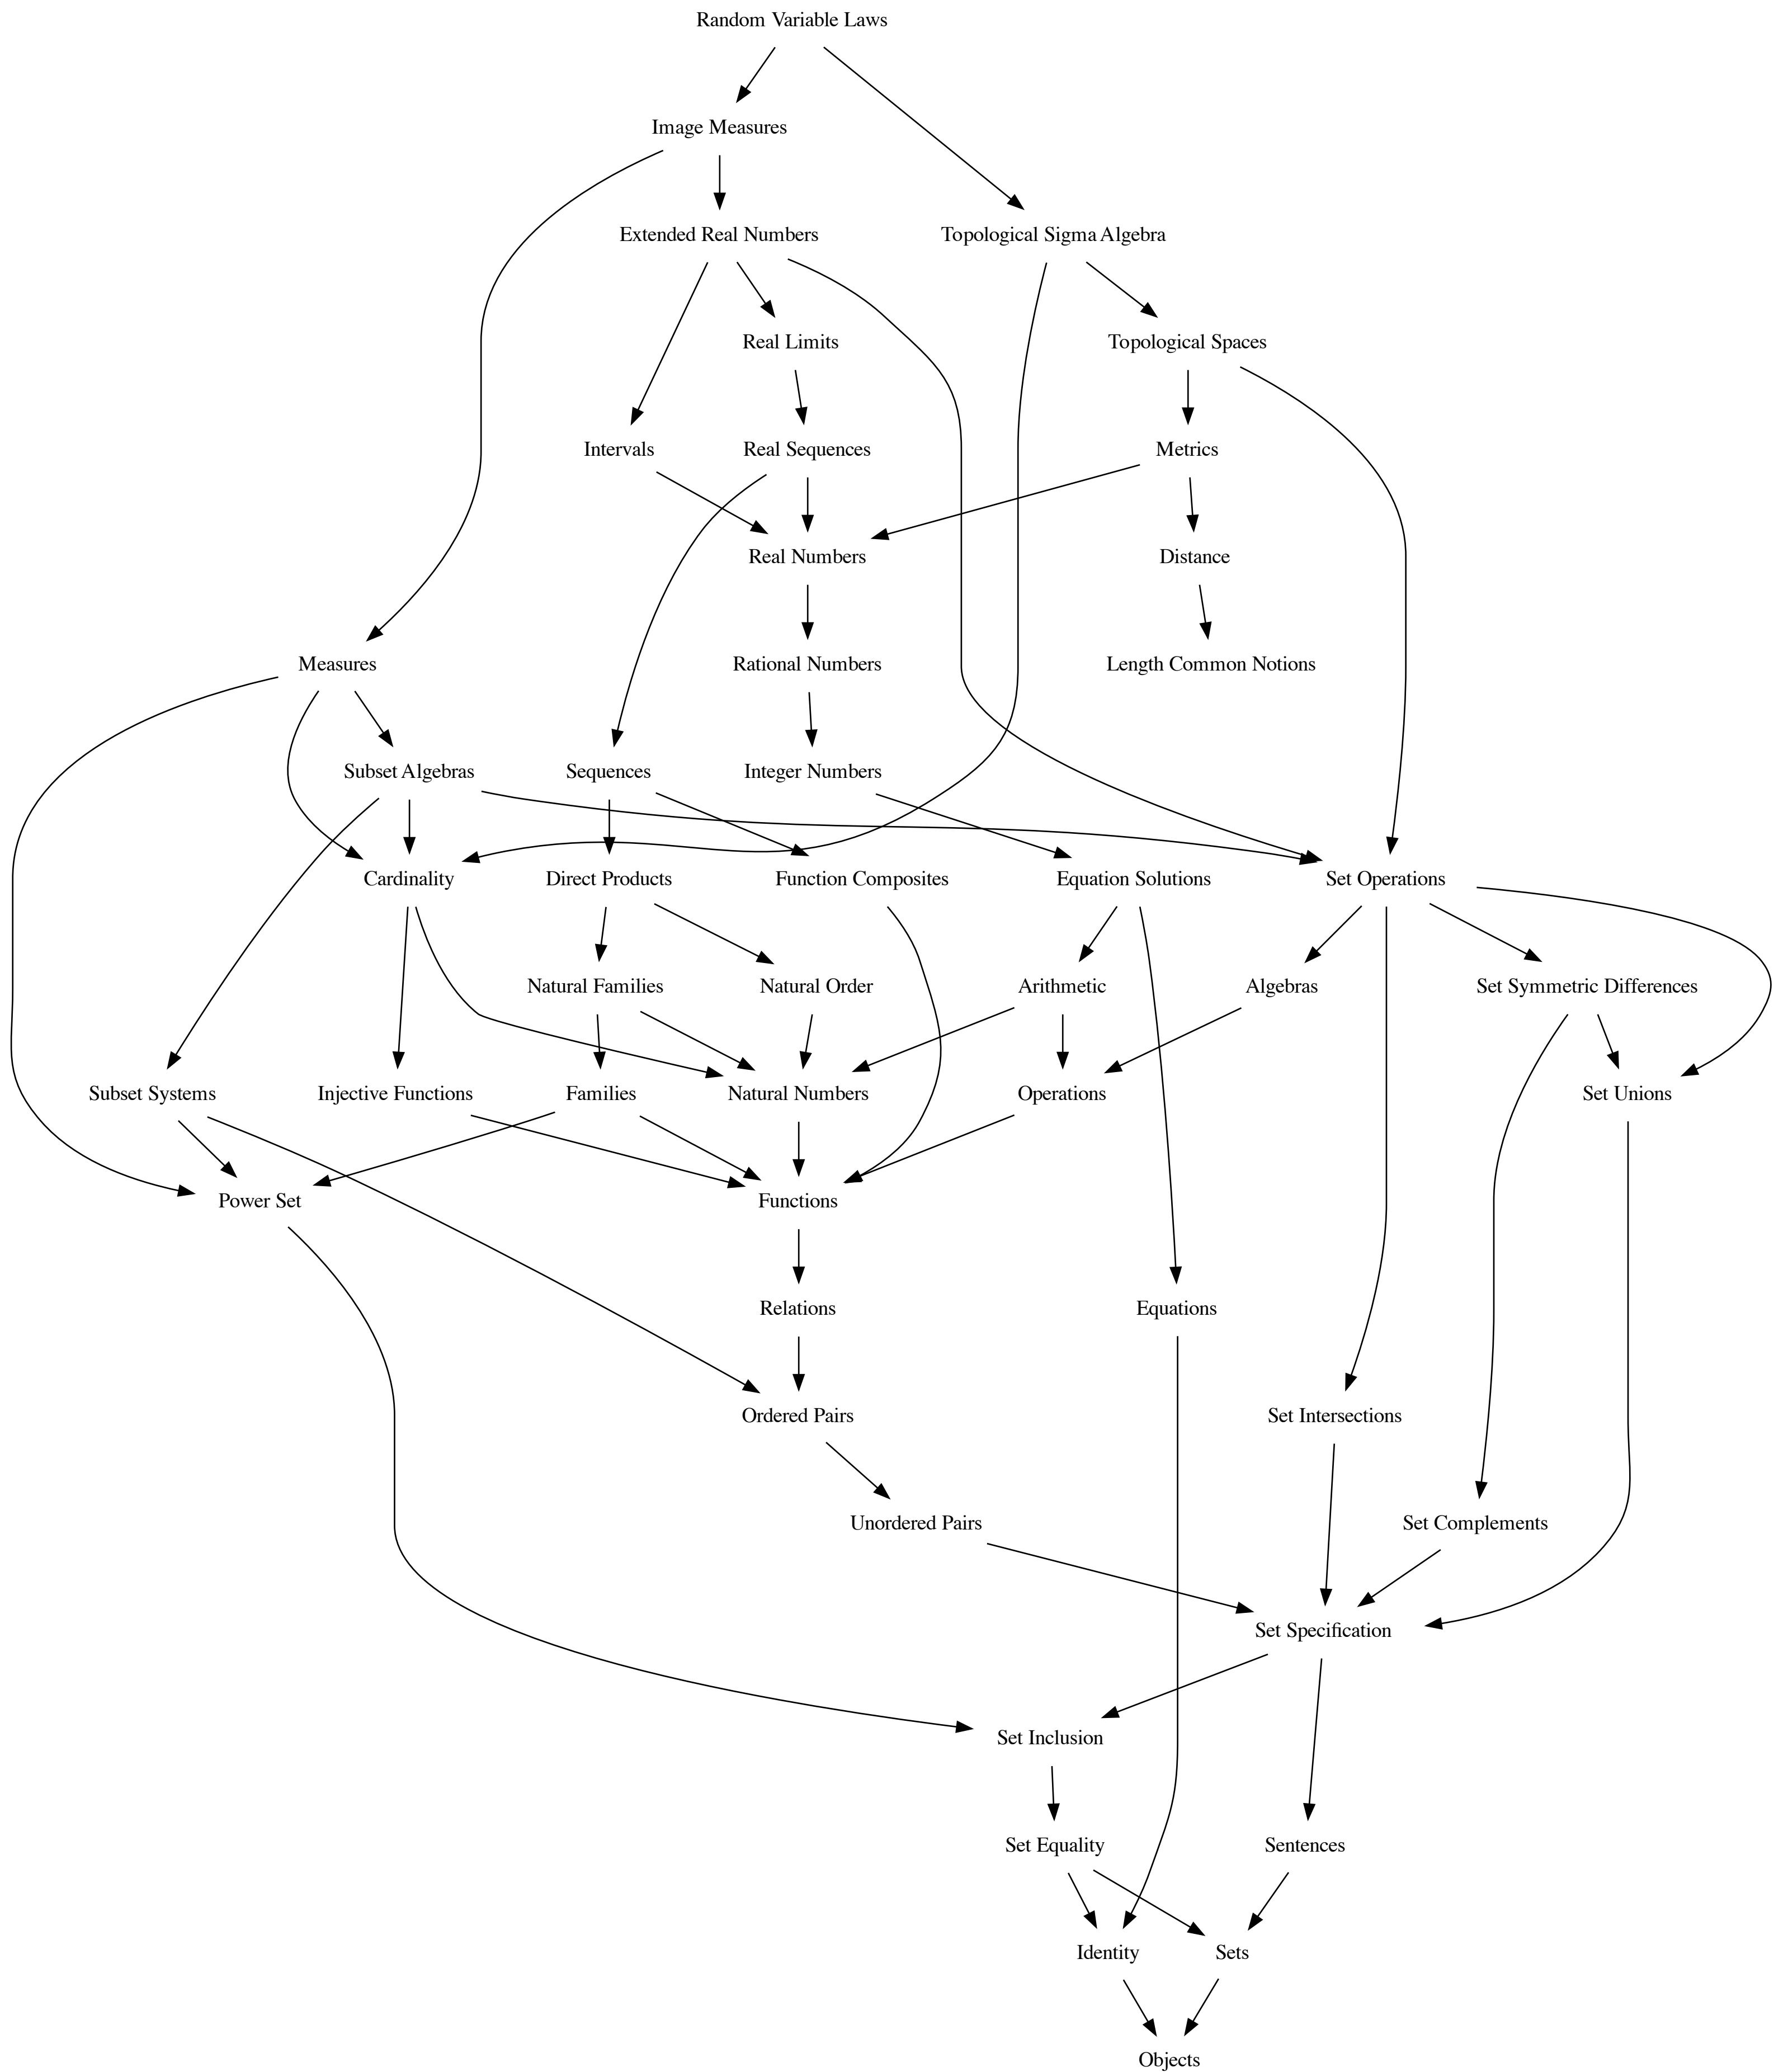 Random Variable Laws
Image Measures
Extended Real Numbers
Topological Sigma Algebra
Real Limits
Topological Spaces
Intervals
Real Sequences
Metrics
Real Numbers
Distance
Measures
Rational Numbers
Length Common Notions
Subset Algebras
Sequences
Integer Numbers
Cardinality
Direct Products
Function Composites
Equation Solutions
Set Operations
Natural Families
Natural Order
Arithmetic
Algebras
Set Symmetric Differences
Subset Systems
Injective Functions
Families
Natural Numbers
Operations
Set Unions
Power Set
Functions
Relations
Equations
Ordered Pairs
Set Intersections
Unordered Pairs
Set Complements
Set Specification
Set Inclusion
Set Equality
Sentences
Identity
Sets
Objects